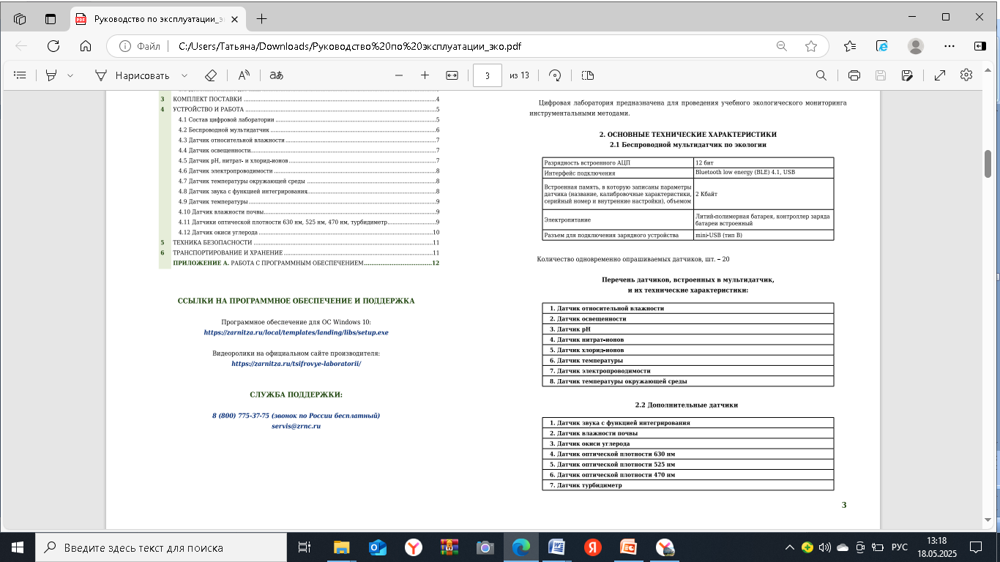 Руководство по эксплуатации_э
Файл
C:/Users/Татьяна/Downloads/Руководство%20по%20эксплуатации_эко.pdf
Нарисовать
3
из 13
3 КОМПЛЕКТ ПОСТАВКИ ...4
4 УСТРОЙСТВО И РАБОТА ...5
4.1 Состав цифровой лаборатории ...5
4.2 Беспроводной мультидатчик ...6
4.3 Датчик относительной влажности ...7
4.4 Датчик освещенности...7
4.5 Датчик pH, нитрат- и хлорид-ионов ...7
4.6 Датчик электропроводимости ...8
4.7 Датчик температуры окружающей среды ...8
4.8 Датчик звука с функцией интегрирования...8
4.9 Датчик температуры ...9
4.10 Датчик влажности почвы...9
4.11 Датчики оптической плотности 630 нм, 525 нм, 470 нм, турбидиметр...9
4.12 Датчик окиси углерода ...10
5 ТЕХНИКА БЕЗОПАСНОСТИ ...11
6 ТРАНСПОРТИРОВАНИЕ И ХРАНЕНИЕ ...11
ПРИЛОЖЕНИЕ А. РАБОТА С ПРОГРАММНЫМ ОБЕСПЕЧЕНИЕМ...12
ССЫЛКИ НА ПРОГРАММНОЕ ОБЕСПЕЧЕНИЕ И ПОДДЕРЖКА
Программное обеспечение для ОС Windows 10:
https://zarnitza.ru/local/templates/landing/libs/setup.exe
Видеоролики на официальном сайте производителя:
https://zarnitza.ru/tsifrovye-laboratorii/
СЛУЖБА ПОДДЕРЖКИ:
8 (800) 775-37-75 (звонок по России бесплатный)
servis@zrnc.ru
Цифровая лаборатория предназначена для проведения учебного экологического мониторинга
инструментальными методами.
2. ОСНОВНЫЕ ТЕХНИЧЕСКИЕ ХАРАКТЕРИСТИКИ
2.1 Беспроводной мультидатчик по экологии
Разрядность встроенного АЦП 12 бит
Интерфейс подключения Bluetooth low energy (BLE) 4.1, USB
Встроенная память, в которую записаны параметры
датчика (название, калибровочные характеристики, 2 Кбайт
серийный номер и внутренние настройки), объемом
Электропитание Литий-полимерная батарея, контроллер заряда
батареи встроенный
Разъем для подключения зарядного устройства mini-USB (тип B)
Количество одновременно опрашиваемых датчиков, шт. – 20
Перечень датчиков, встроенных в мультидатчик,
и их технические характеристики:
1. Датчик относительной влажности
2. Датчик освещенности
3. Датчик pH
4. Датчик нитрат-ионов
5. Датчик хлорид-ионов
6. Датчик температуры
7. Датчик электропроводимости
8. Датчик температуры окружающей среды
2.2 Дополнительные датчики
1. Датчик звука с функцией интегрирования
2. Датчик влажности почвы
3. Датчик окиси углерода
4. Датчик оптической плотности 630 нм
5. Датчик оптической плотности 525 нм
6. Датчик оптической плотности 470 нм
7. Датчик турбидиметр
3
Введите здесь текст для поиска
РУС
13:18
18.05.2025